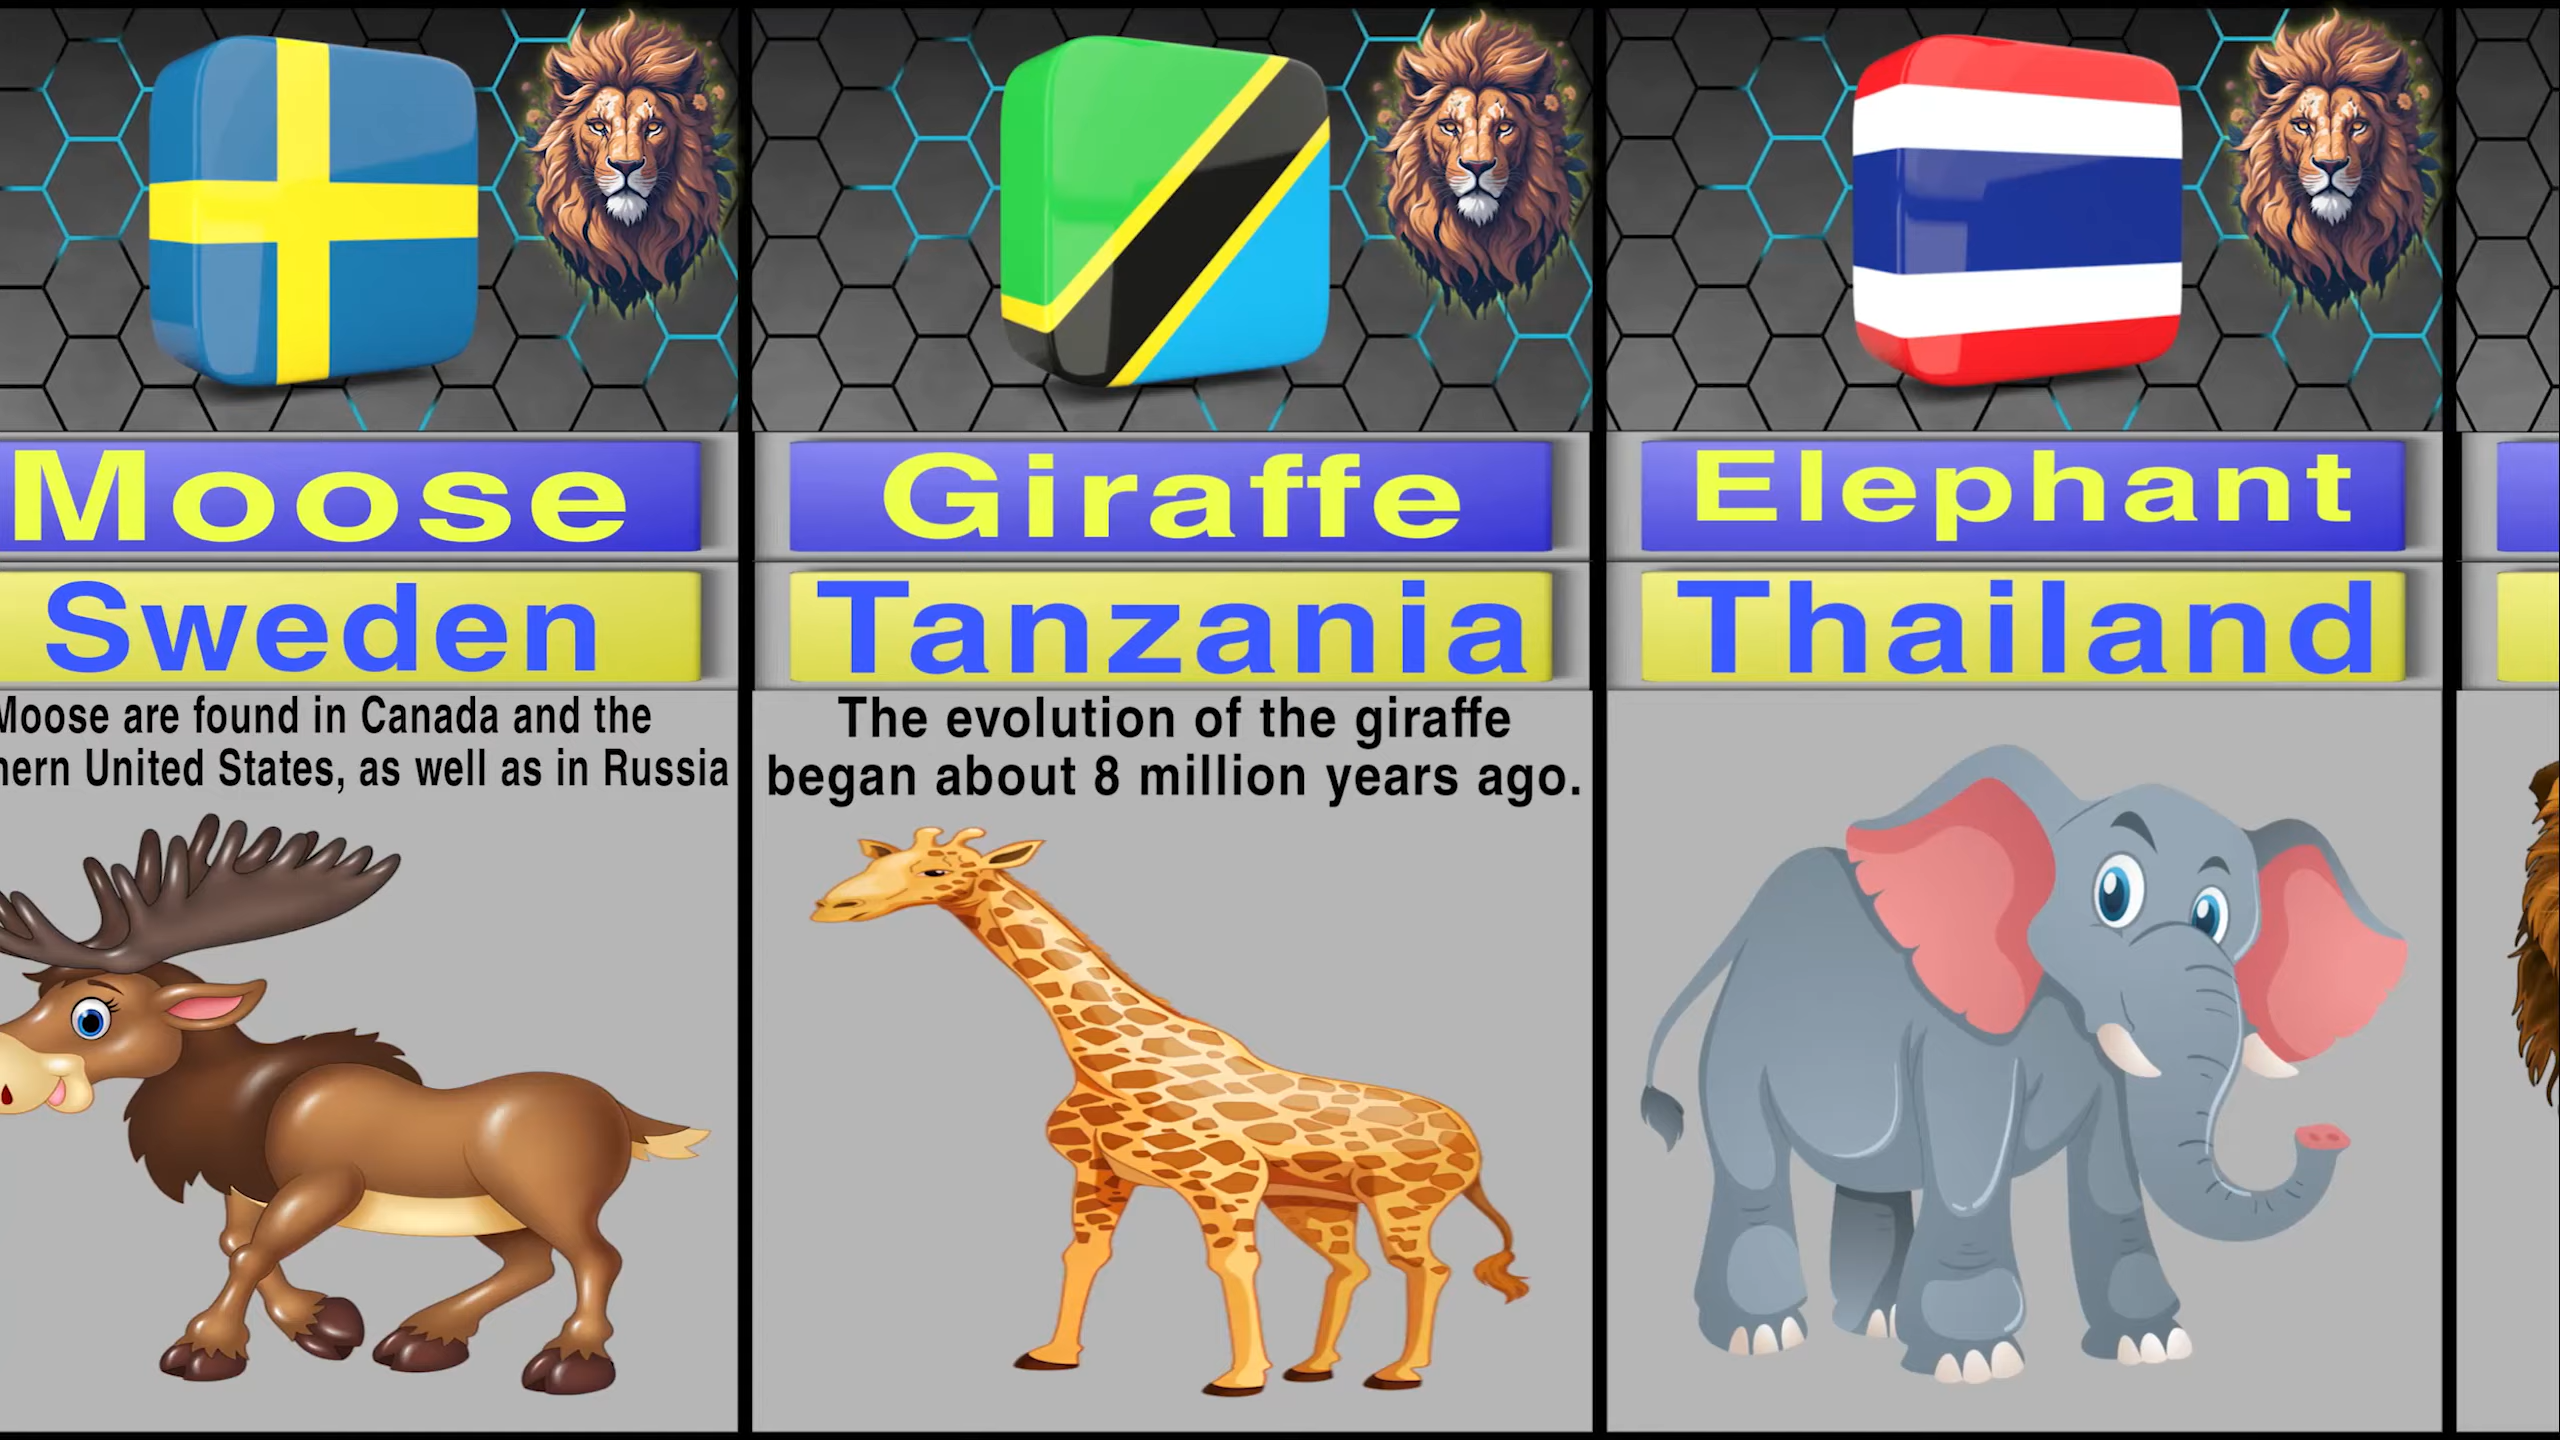 Moose
Sweden
Moose are found in Canada and the
United States, as well as in Russia
Giraffe
Tanzania
The evolution of the giraffe
began about 8 million years ago.
Elephant
Thailand